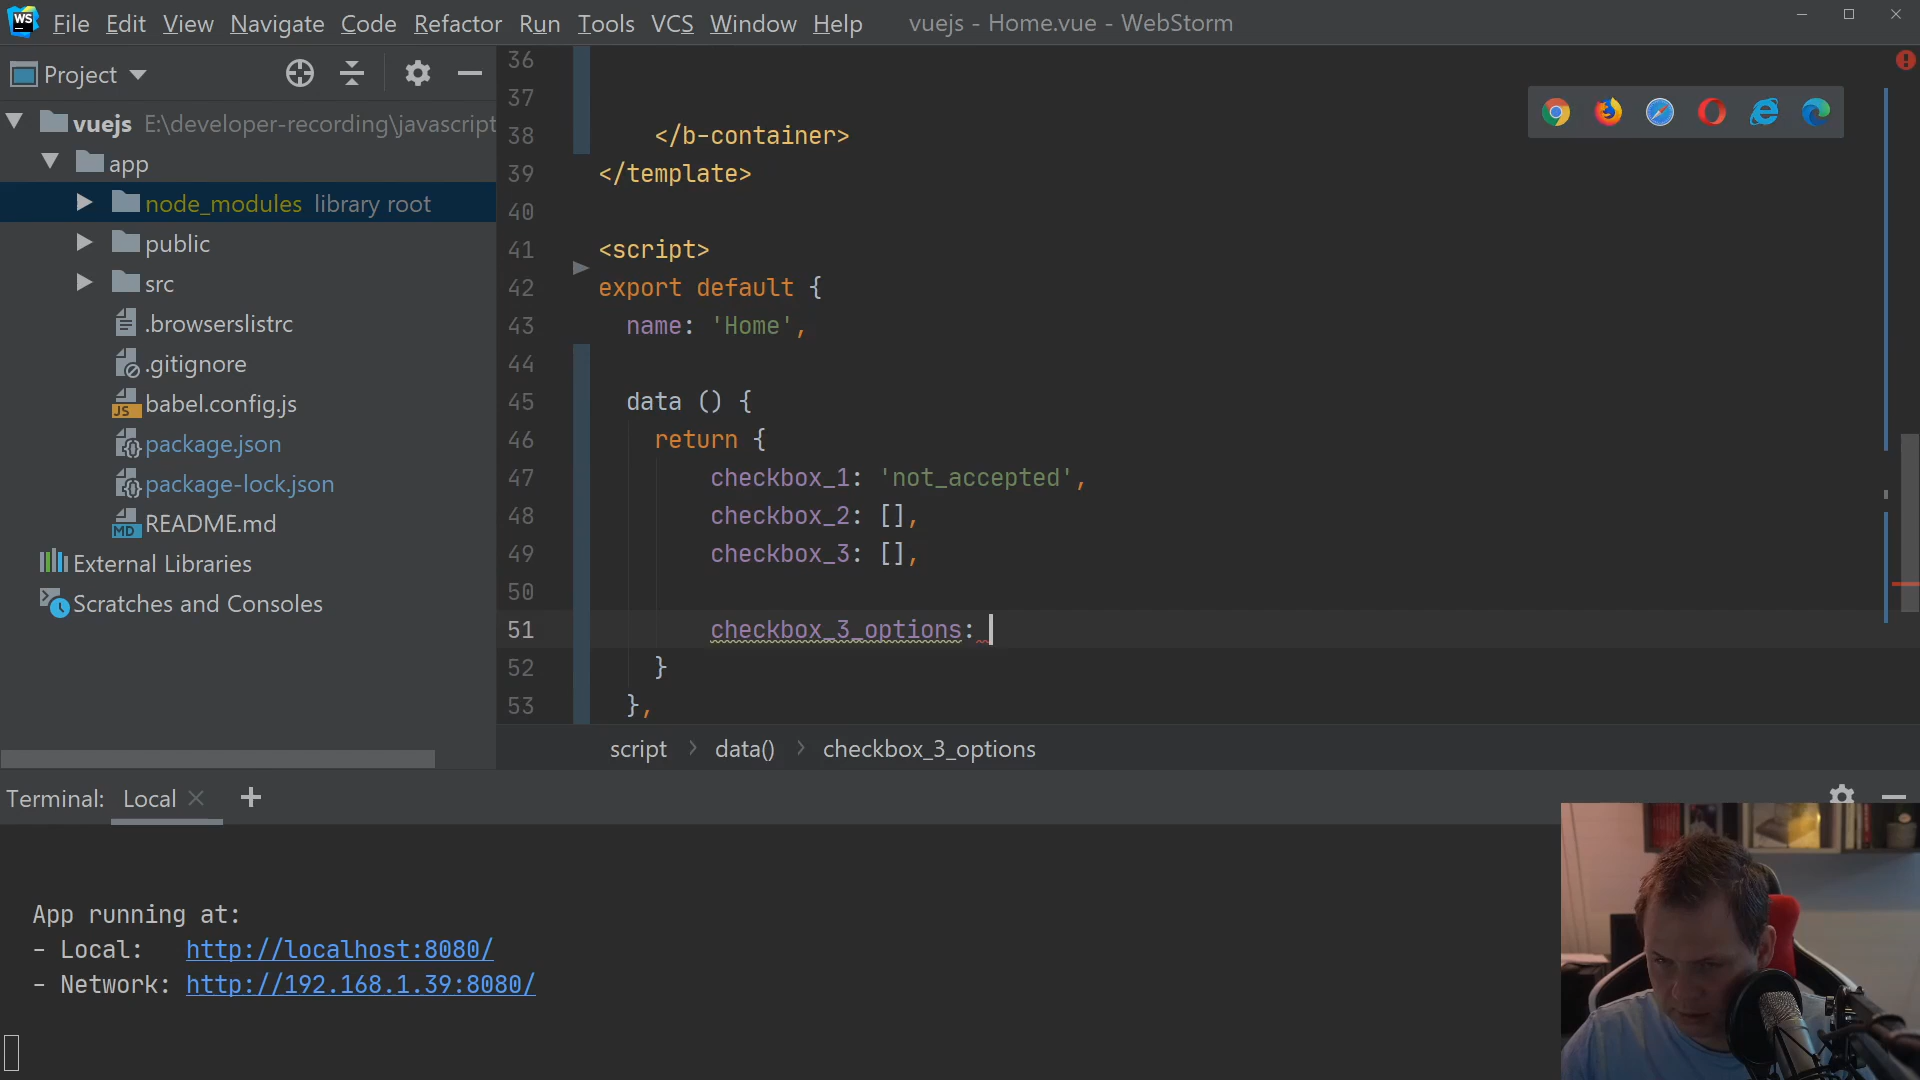 WS File Edit View Navigate Code Refactor Run Tools VCS Window Help vuejs - Home.vue - WebStorm
Project
vuejs E:\developer-recording\javascript
app
node_modules library root
public
src
.browserslistrc
.gitignore
JS babel.config.js
package.json
package-lock.json
MD README.md
External Libraries
Scratches and Consoles
36
37
38 </b-container>
39 </template>
40
41 <script>
42 export default {
43 name: 'Home',
44
45 data () {
46 return {
47 checkbox_1: 'not_accepted',
48 checkbox_2: [],
49 checkbox_3: [],
50
51 checkbox_3_options:
52 }
53 },
script > data() > checkbox_3_options
Terminal: Local × +
App running at:
- Local: http://localhost:8080/
- Network: http://192.168.1.39:8080/